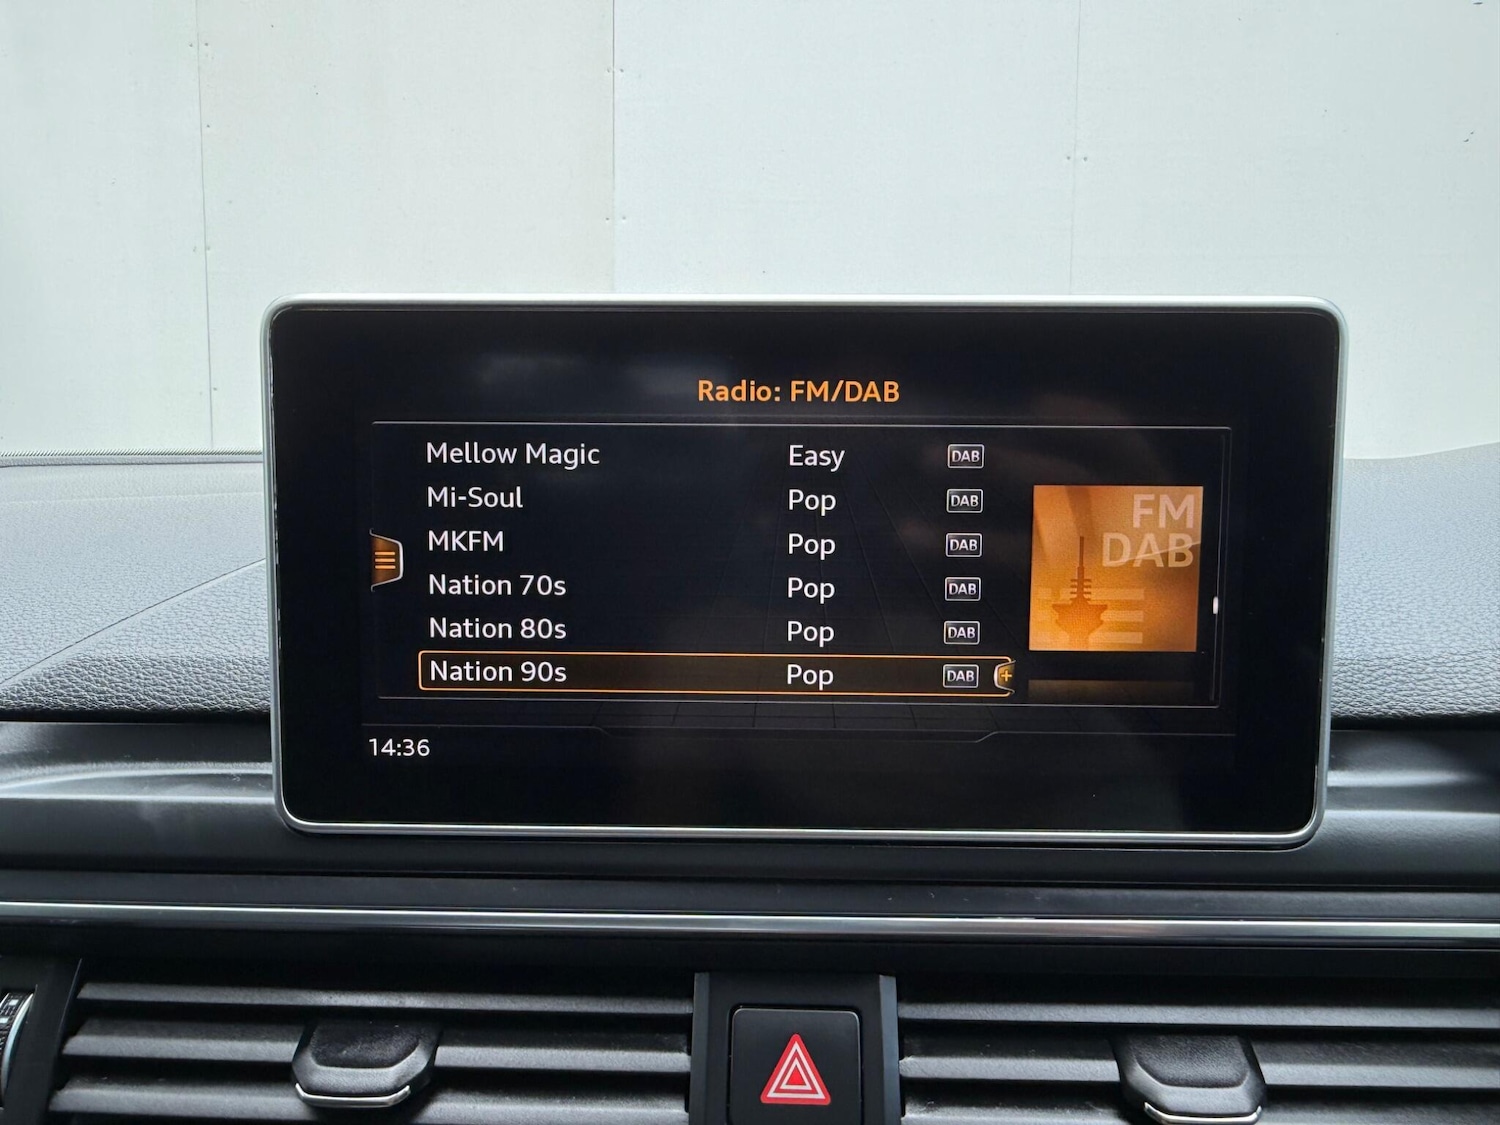 Radio: FM/DAB
Mellow Magic Easy DAB
Mi-Soul Pop DAB
MKFM Pop DAB
Nation 70s Pop DAB
Nation 80s Pop DAB
Nation 90s Pop DAB +
FM
DAB
14:36